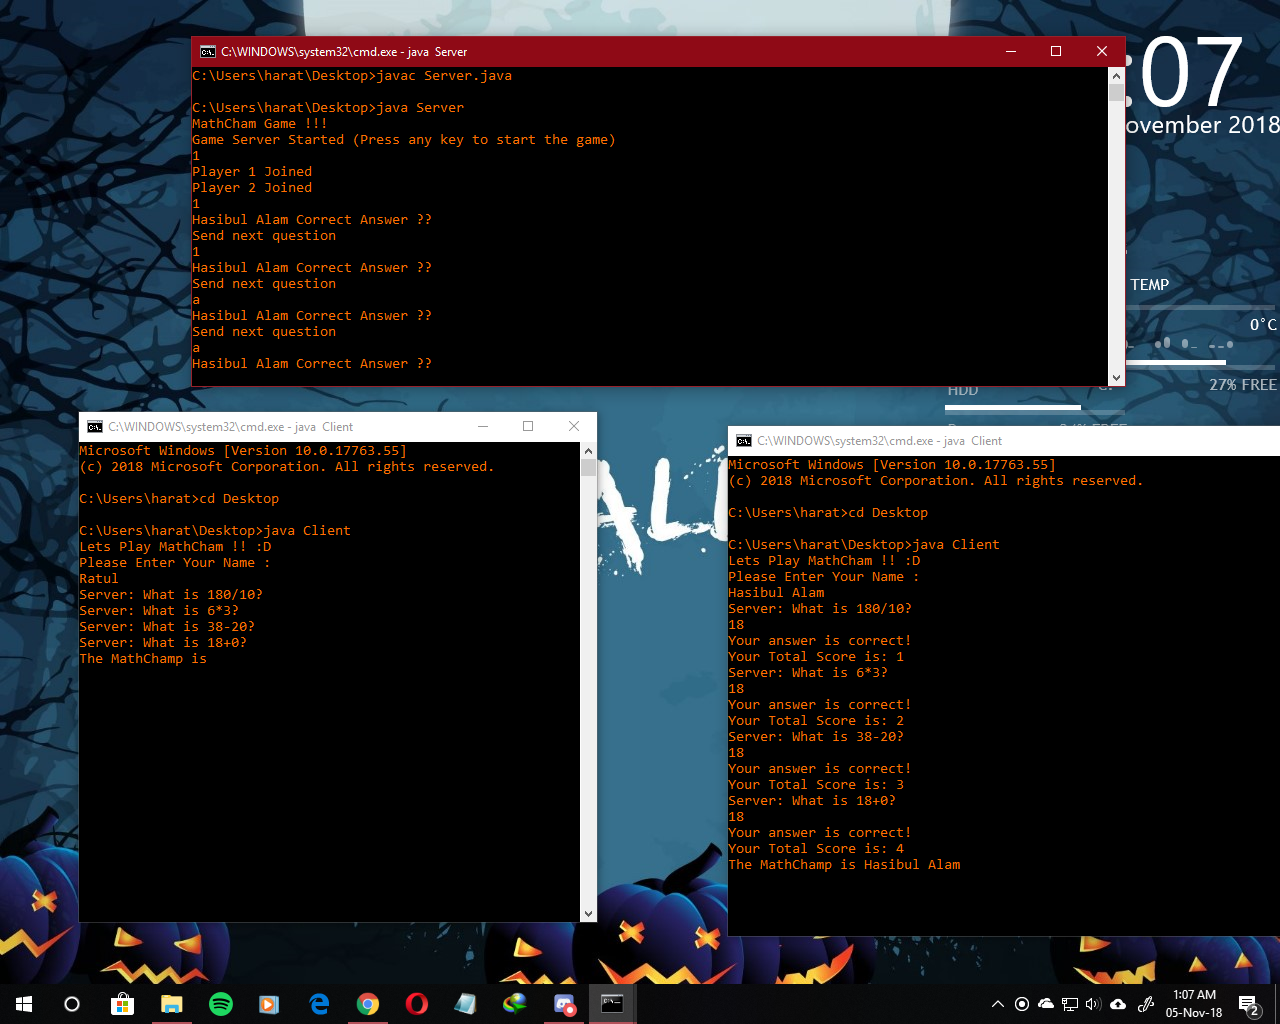 C:\WINDOWS\system32\cmd.exe - java  Server
C:\Users\harat\Desktop>javac Server.java
C:\Users\harat\Desktop>java Server
MathCham Game !!!
Game Server Started (Press any key to start the game)
1
Player 1 Joined
Player 2 Joined
1
Hasibul Alam Correct Answer ??
Send next question
1
Hasibul Alam Correct Answer ??
Send next question
a
Hasibul Alam Correct Answer ??
Send next question
a
Hasibul Alam Correct Answer ??
:07
ovember 2018
TEMP
0°C
27% FREE
HDD
C:\WINDOWS\system32\cmd.exe - java  Client
Microsoft Windows [Version 10.0.17763.55]
(c) 2018 Microsoft Corporation. All rights reserved.
C:\Users\harat>cd Desktop
C:\Users\harat\Desktop>java Client
Lets Play MathCham !! :D
Please Enter Your Name :
Ratul
Server: What is 180/10?
Server: What is 6*3?
Server: What is 38-20?
Server: What is 18+0?
The MathChamp is
ALL
C:\WINDOWS\system32\cmd.exe - java  Client
Microsoft Windows [Version 10.0.17763.55]
(c) 2018 Microsoft Corporation. All rights reserved.
C:\Users\harat>cd Desktop
C:\Users\harat\Desktop>java Client
Lets Play MathCham !! :D
Please Enter Your Name :
Hasibul Alam
Server: What is 180/10?
18
Your answer is correct!
Your Total Score is: 1
Server: What is 6*3?
18
Your answer is correct!
Your Total Score is: 2
Server: What is 38-20?
18
Your answer is correct!
Your Total Score is: 3
Server: What is 18+0?
18
Your answer is correct!
Your Total Score is: 4
The MathChamp is Hasibul Alam
1:07 AM
05-Nov-18
2